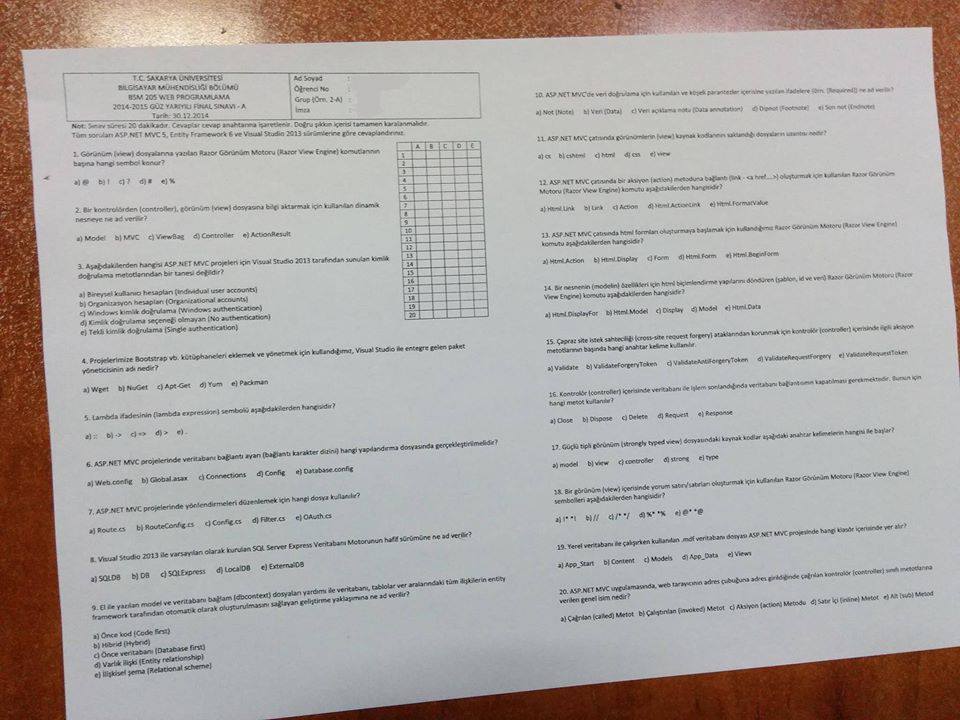 T.C. SAKARYA ÜNİVERSİTESİ
BİLGİSAYAR MÜHENDİSLİĞİ BÖLÜMÜ
BSM 205 WEB PROGRAMLAMA
2014-2015 GÜZ YARIYILI FİNAL SINAVI - A
Tarih: 30.12.2014
Ad Soyad :
Öğrenci No :
Grup (Örn. 2-A) :
İmza :
Not: Sınav süresi 20 dakikadır. Cevaplar cevap anahtarına işaretlenir. Doğru şıkkın içerisi tamamen karalanmalıdır.
Tüm soruları ASP.NET MVC 5, Entity Framework 6 ve Visual Studio 2013 sürümlerine göre cevaplandırınız.
A B C D E
1
2
3
4
5
6
7
8
9
10
11
12
13
14
15
16
17
18
19
20
1. Görünüm (view) dosyalarına yazılan Razor Görünüm Motoru (Razor View Engine) komutlarının
başına hangi sembol konur?
a) @ b) ! c) ? d) # e) %
2. Bir kontrolörden (controller), görünüm (view) dosyasına bilgi aktarmak için kullanılan dinamik
nesneye ne ad verilir?
a) Model b) MVC c) ViewBag d) Controller e) ActionResult
3. Aşağıdakilerden hangisi ASP.NET MVC projeleri için Visual Studio 2013 tarafından sunulan kimlik
doğrulama metotlarından bir tanesi değildir?
a) Bireysel kullanıcı hesapları (Individual user accounts)
b) Organizasyon hesapları (Organizational accounts)
c) Windows kimlik doğrulama (Windows authentication)
d) Kimlik doğrulama seçeneği olmayan (No authentication)
e) Tekli kimlik doğrulama (Single authentication)
4. Projelerimize Bootstrap vb. kütüphaneleri eklemek ve yönetmek için kullandığımız, Visual Studio ile entegre gelen paket
yöneticisinin adı nedir?
a) Wget b) NuGet c) Apt-Get d) Yum e) Packman
5. Lambda ifadesinin (lambda expression) sembolü aşağıdakilerden hangisidir?
a) :: b) -> c) => d) > e) .
6. ASP.NET MVC projelerinde veritabanı bağlantı ayarı (bağlantı karakter dizini) hangi yapılandırma dosyasında gerçekleştirilmelidir?
a) Web.config b) Global.asax c) Connections d) Config e) Database.config
7. ASP.NET MVC projelerinde yönlendirmeleri düzenlemek için hangi dosya kullanılır?
a) Route.cs b) RouteConfig.cs c) Config.cs d) Filter.cs e) OAuth.cs
8. Visual Studio 2013 ile varsayılan olarak kurulan SQL Server Express Veritabanı Motorunun hafif sürümüne ne ad verilir?
a) SQLDB b) DB c) SQLExpress d) LocalDB e) ExternalDB
9. El ile yazılan model ve veritabanı bağlam (dbcontext) dosyaları yardımı ile veritabanı, tablolar ver aralarındaki tüm ilişkilerin entity
framework tarafından otomatik olarak oluşturulmasını sağlayan geliştirme yaklaşımına ne ad verilir?
a) Önce kod (Code first)
b) Hibrid (Hybrid)
c) Önce veritabanı (Database first)
d) Varlık ilişki (Entity relationship)
e) İlişkisel şema (Relational scheme)
10. ASP.NET MVC'de veri doğrulama için kullanılan ve köşeli parantezler içerisine yazılan ifadelere (örn. [Required]) ne ad verilir?
a) Not (Note) b) Veri (Data) c) Veri açıklama notu (Data annotation) d) Dipnot (Footnote) e) Son not (Endnote)
11. ASP.NET MVC çatısında görünümlerin (view) kaynak kodlarının saklandığı dosyaların uzantısı nedir?
a) cs b) cshtml c) html d) css e) view
12. ASP.NET MVC çatısında bir aksiyon (action) metoduna bağlantı (link - <a href....>) oluşturmak için kullanılan Razor Görünüm
Motoru (Razor View Engine) komutu aşağıdakilerden hangisidir?
a) Html.Link b) Link c) Action d) Html.ActionLink e) Html.FormatValue
13. ASP.NET MVC çatısında html formları oluşturmaya başlamak için kullandığımız Razor Görünüm Motoru (Razor View Engine)
komutu aşağıdakilerden hangisidir?
a) Html.Action b) Html.Display c) Form d) Html.Form e) Html.BeginForm
14. Bir nesnenin (modelin) özellikleri için html biçimlendirme yapılarını döndüren (şablon, id ve veri) Razor Görünüm Motoru (Razor
View Engine) komutu aşağıdakilerden hangisidir?
a) Html.DisplayFor b) Html.Model c) Display d) Model e) Html.Data
15. Çapraz site istek sahteciliği (cross-site request forgery) ataklarından korunmak için kontrolör (controller) içerisinde ilgili aksiyon
metotlarının başında hangi anahtar kelime kullanılır.
a) Validate b) ValidateForgeryToken c) ValidateAntiForgeryToken d) ValidateRequestForgery e) ValidateRequestToken
16. Kontrolör (controller) içerisinde veritabanı ile işlem sonlandığında veritabanı bağlantısının kapatılması gerekmektedir. Bunun için
hangi metot kullanılır?
a) Close b) Dispose c) Delete d) Request e) Response
17. Güçlü tipli görünüm (strongly typed view) dosyasındaki kaynak kodlar aşağıdaki anahtar kelimelerin hangisi ile başlar?
a) model b) view c) controller d) strong e) type
18. Bir görünüm (view) içerisinde yorum satırı/satırları oluşturmak için kullanılan Razor Görünüm Motoru (Razor View Engine)
sembolleri aşağıdakilerden hangisidir?
a) !* *! b) // c) /* */ d) %* *% e) @* *@
19. Yerel veritabanı ile çalışırken kullanılan .mdf veritabanı dosyası ASP.NET MVC projesinde hangi klasör içerisinde yer alır?
a) App_Start b) Content c) Models d) App_Data e) Views
20. ASP.NET MVC uygulamasında, web tarayıcının adres çubuğuna adres girildiğinde çağrılan kontrolör (controller) sınıfı metotlarına
verilen genel isim nedir?
a) Çağrılan (called) Metot b) Çalıştırılan (invoked) Metot c) Aksiyon (action) Metodu d) Satır İçi (inline) Metot e) Alt (sub) Metod